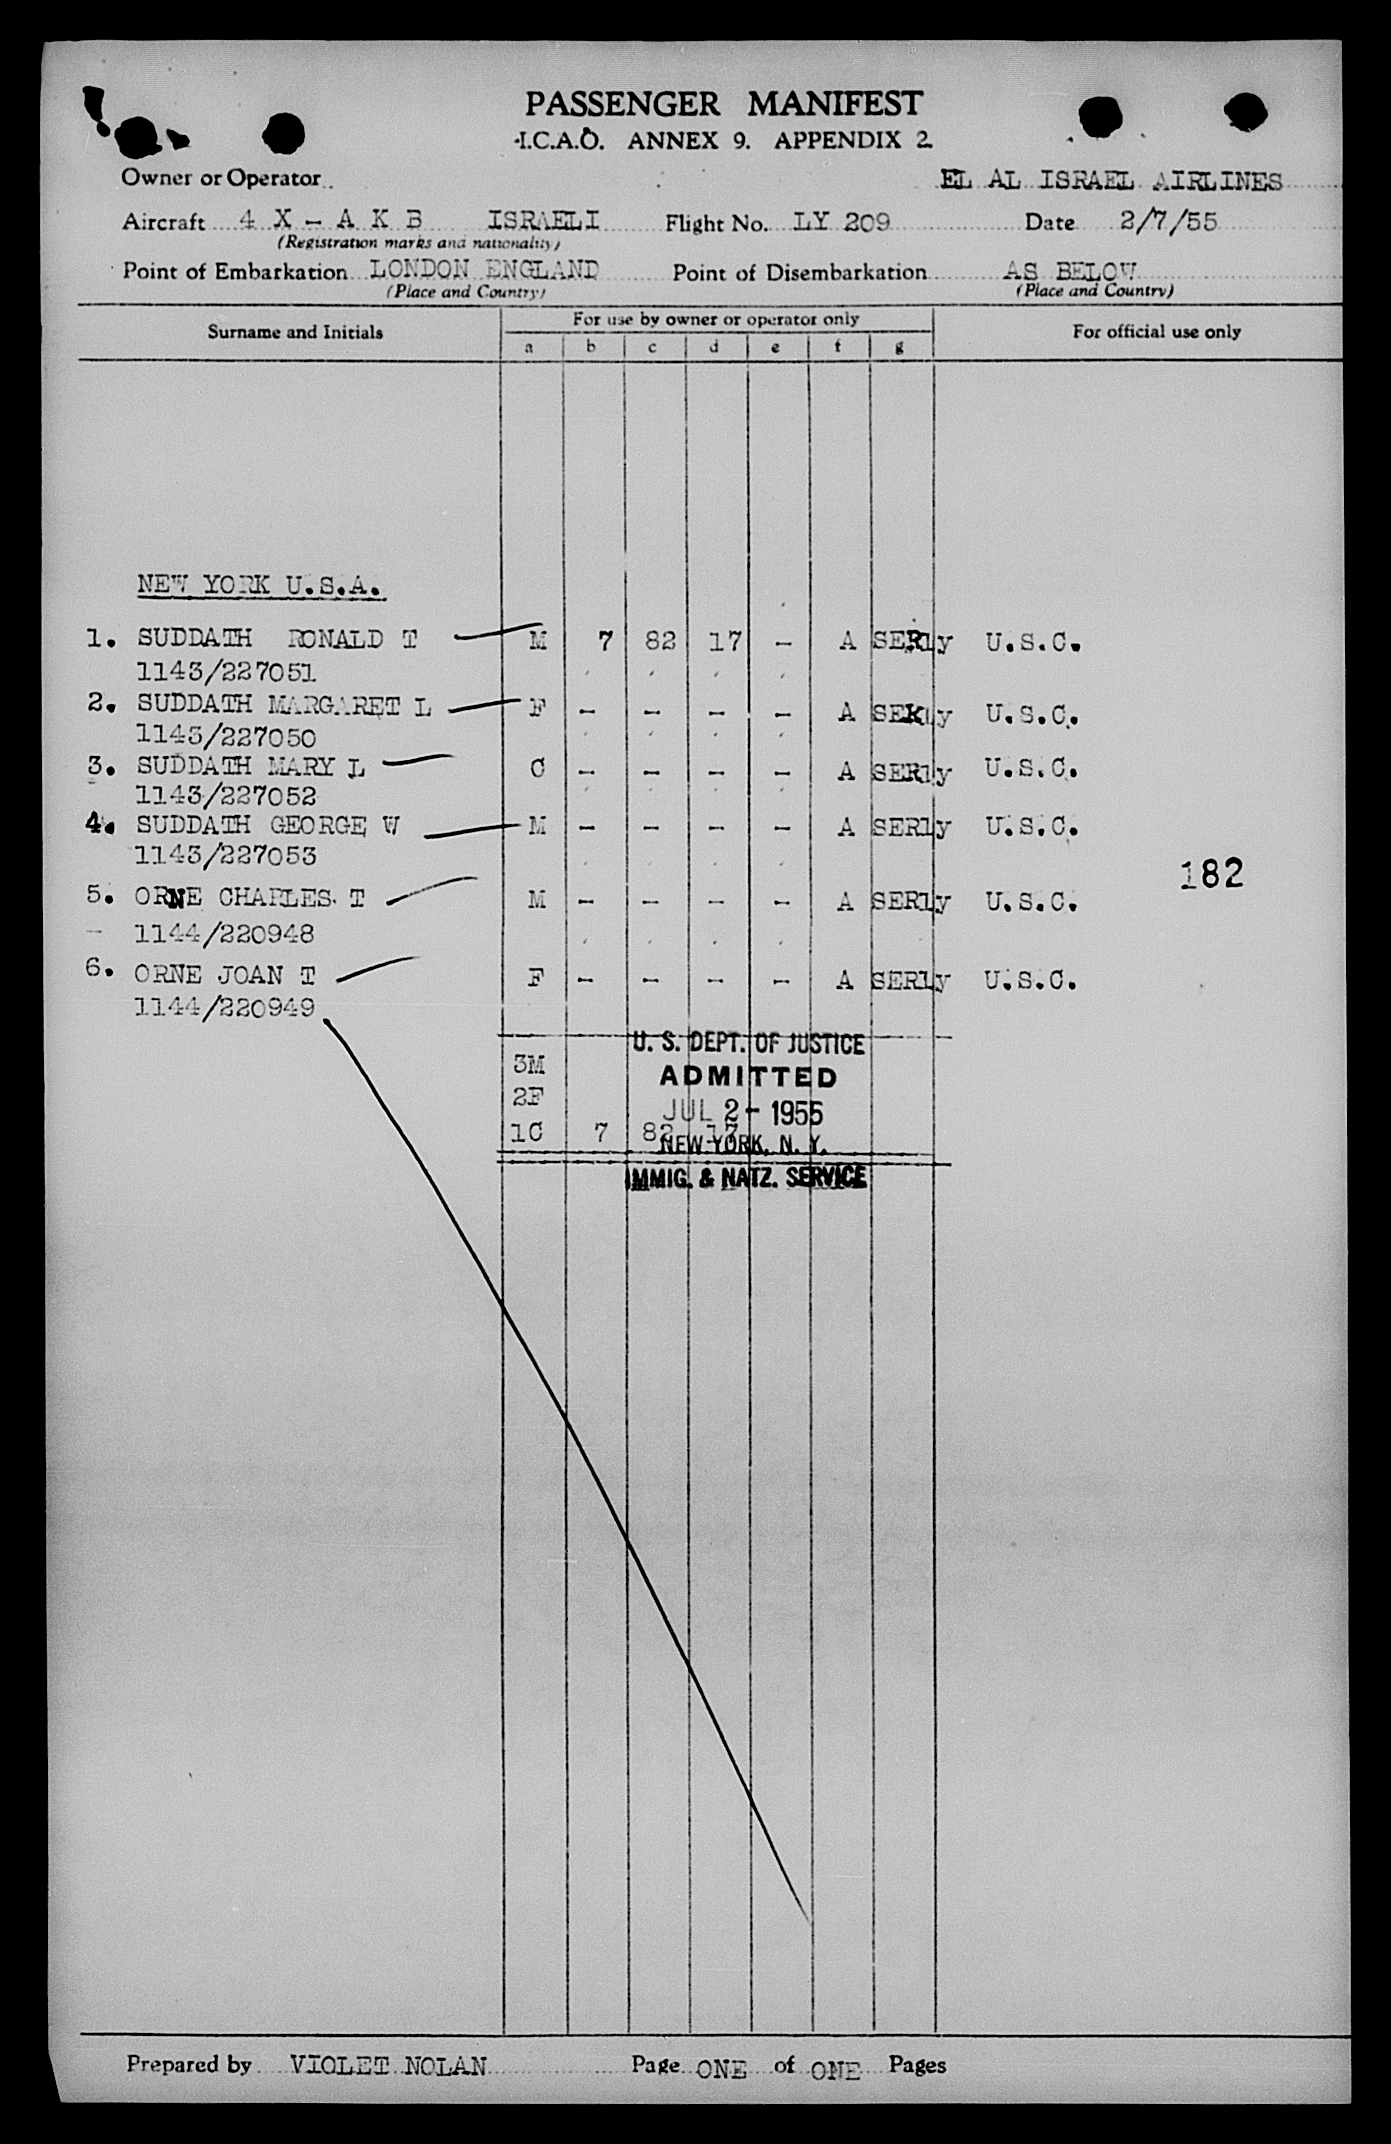 PASSENGER MANIFEST
I.C.A.O. ANNEX 9. APPENDIX 2.
Owner or Operator EL AL ISRAEL AIRLINES
Aircraft 4 X - A K B ISRAELI Flight No. LY 209 Date 2/7/55
(Registration marks and nationality)
Point of Embarkation LONDON ENGLAND Point of Disembarkation AS BELOW
(Place and Country) (Place and Country)
Surname and Initials For use by owner or operator only For official use only
a b c d e f g
NEW YORK U.S.A.
1. SUDDATH RONALD T M 7 82 17 - A SERly U.S.C.
1143/227051
2. SUDDATH MARGARET L F - - - - A SERly U.S.C.
1143/227050
3. SUDDATH MARY L C - - - - A SERly U.S.C.
1143/227052
4. SUDDATH GEORGE W M - - - - A SERly U.S.C.
1143/227053
182
5. ORNE CHARLES T M - - - - A SERly U.S.C.
1144/220948
6. ORNE JOAN T F - - - - A SERly U.S.C.
1144/220949
U. S. DEPT. OF JUSTICE
3M ADMITTED
2F JUL 2 - 1955
1C 7 82 17
NEW YORK, N. Y.
IMMIG. & NATZ. SERVICE
Prepared by VIOLET NOLAN Page ONE of ONE Pages